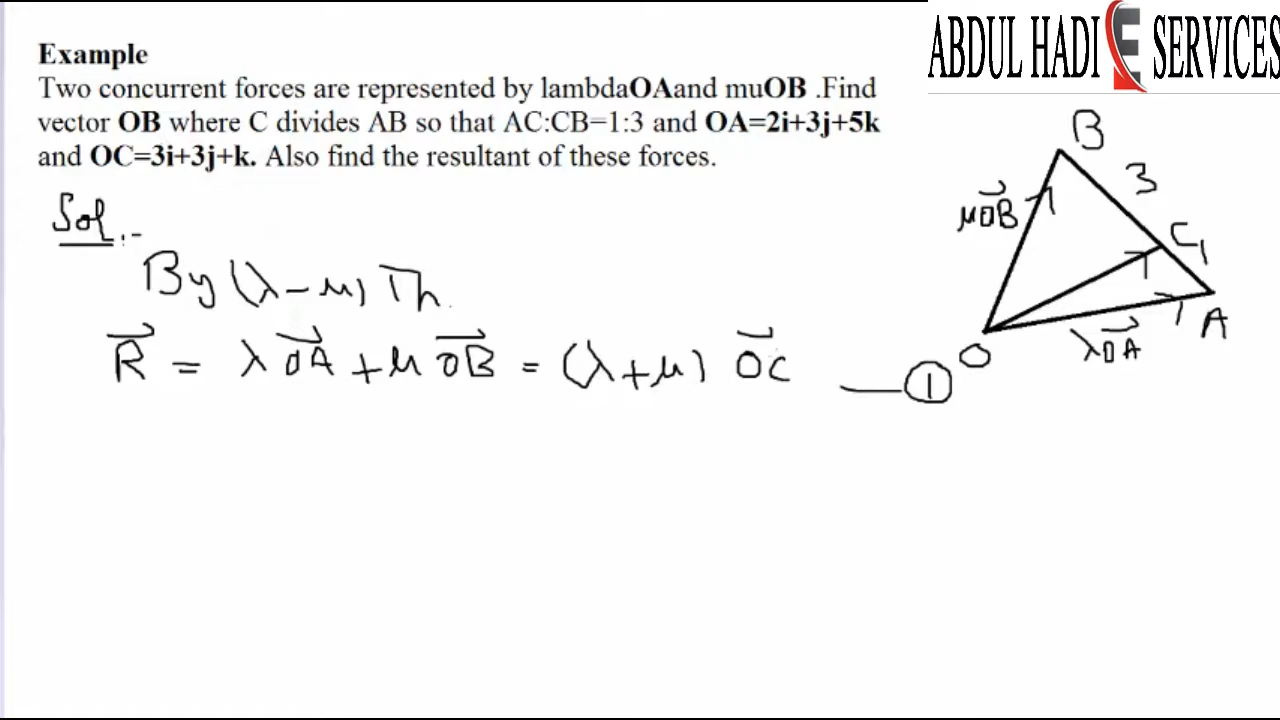 ABDUL HADI E SERVICES
Example
Two concurrent forces are represented by lambdaOAand muOB .Find
vector OB where C divides AB so that AC:CB=1:3 and OA=2i+3j+5k
and OC=3i+3j+k. Also find the resultant of these forces.
Sol:-
By (λ-μ) Th.
R⃗ = λ OA⃗ + μ OB⃗ = (λ+μ) OC⃗ — ①
B
3
μOB⃗
C
1
A
λOA⃗
O